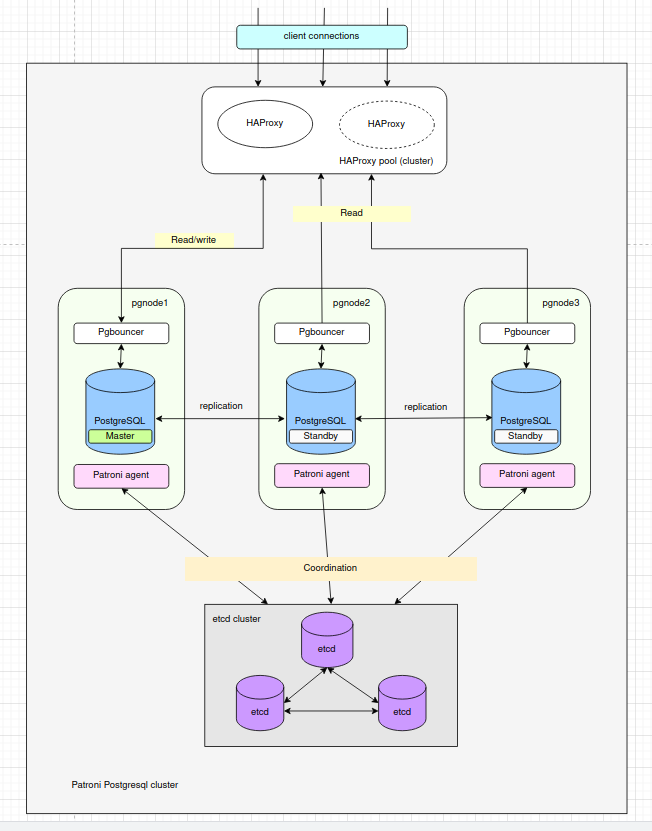 client connections
HAProxy
HAProxy
HAProxy pool (cluster)
Read
Read/write
pgnode1
pgnode2
pgnode3
Pgbouncer
Pgbouncer
Pgbouncer
replication
replication
PostgreSQL
PostgreSQL
PostgreSQL
Master
Standby
Standby
Patroni agent
Patroni agent
Patroni agent
Coordination
etcd cluster
etcd
etcd
etcd
Patroni Postgresql cluster